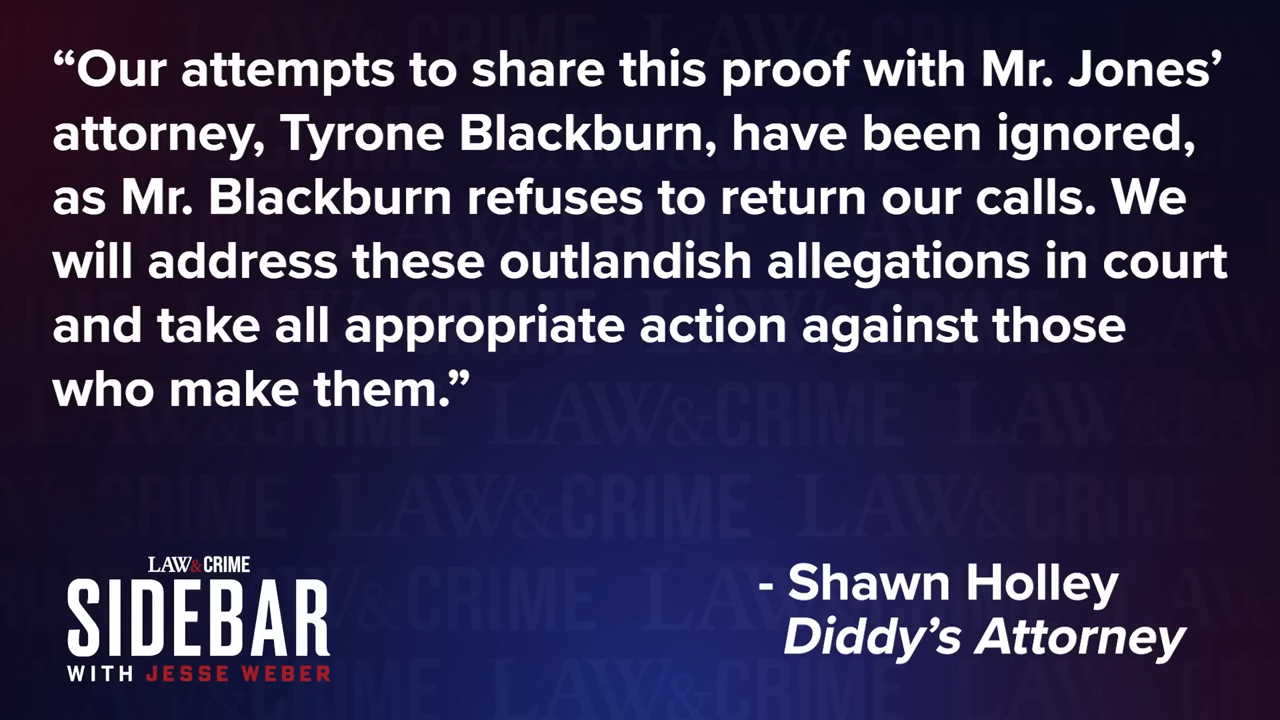 “Our attempts to share this proof with Mr. Jones’
attorney, Tyrone Blackburn, have been ignored,
as Mr. Blackburn refuses to return our calls. We
will address these outlandish allegations in court
and take all appropriate action against those
who make them.”
LAW&CRIME
SIDEBAR
WITH JESSE WEBER
- Shawn Holley
Diddy’s Attorney